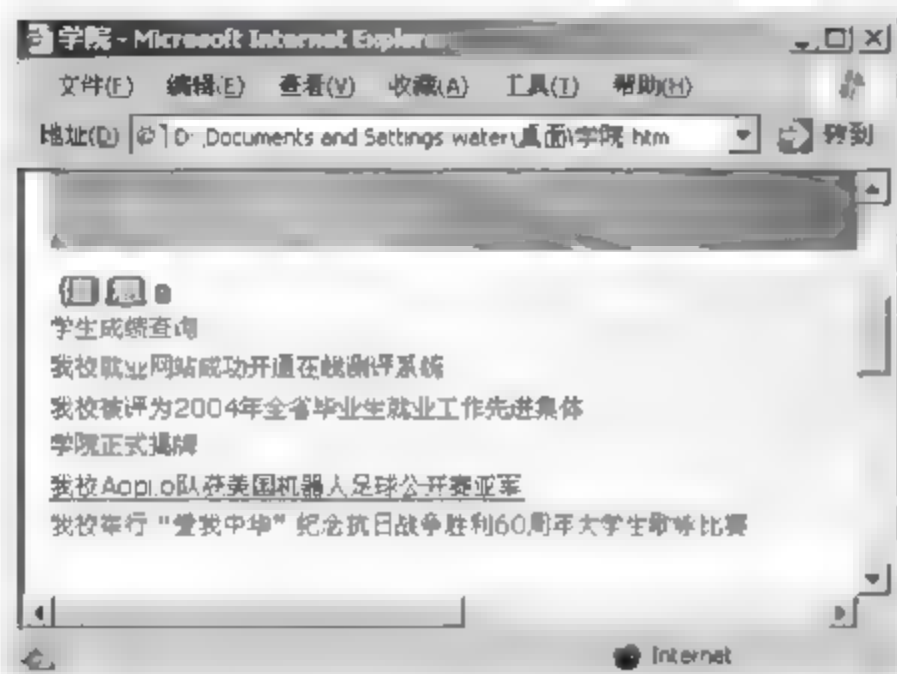 学院 - Microsoft Internet Explorer
文件(F) 编辑(E) 查看(V) 收藏(A) 工具(T) 帮助(H)
地址(D) D:\Documents and Settings\water\桌面\学院.htm 转到
学生成绩查询
我校就业网站成功开通在线测评系统
我校被评为2004年全省毕业生就业工作先进集体
学院正式揭牌
我校Apollo队获美国机器人足球公开赛亚军
我校举行“爱我中华”纪念抗日战争胜利60周年大学生歌咏比赛
Internet